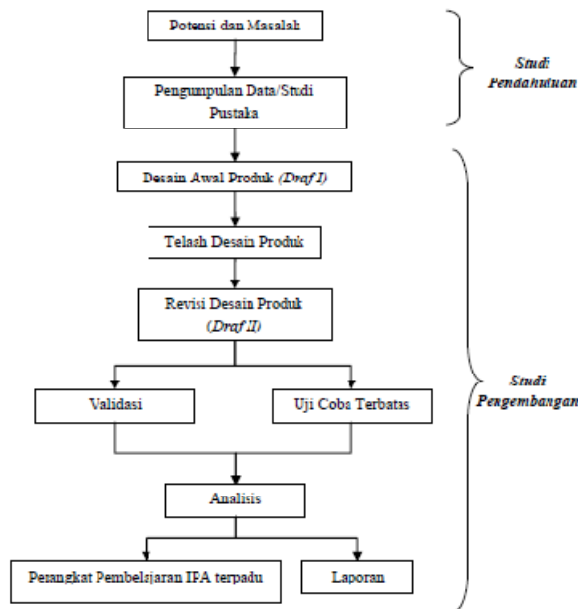 Potensi dan Masalah
Studi
Pendahuluan
Pengumpulan Data/Studi
Pustaka
Desain Awal Produk (Draf I)
Telaah Desain Produk
Revisi Desain Produk
(Draf II)
Validasi
Uji Coba Terbatas
Studi
Pengembangan
Analisis
Perangkat Pembelajaran IPA terpadu
Laporan